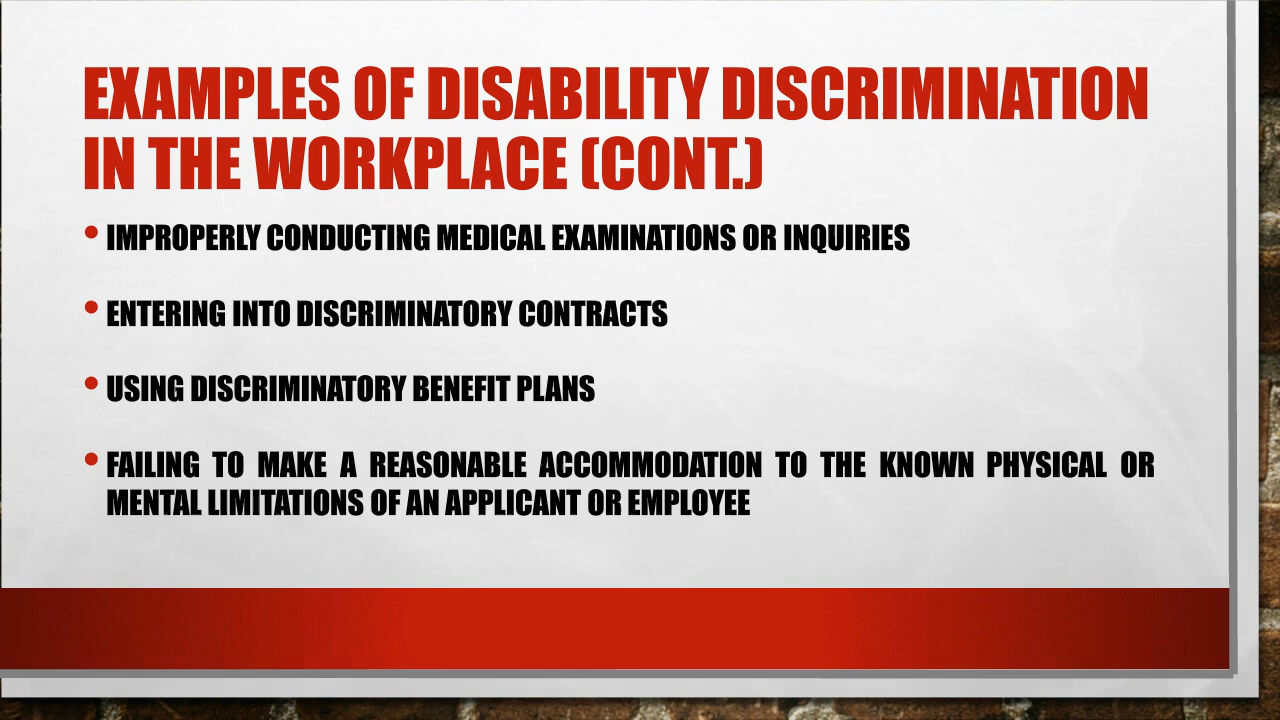 EXAMPLES OF DISABILITY DISCRIMINATION
IN THE WORKPLACE (CONT.)
• IMPROPERLY CONDUCTING MEDICAL EXAMINATIONS OR INQUIRIES
• ENTERING INTO DISCRIMINATORY CONTRACTS
• USING DISCRIMINATORY BENEFIT PLANS
• FAILING TO MAKE A REASONABLE ACCOMMODATION TO THE KNOWN PHYSICAL OR
MENTAL LIMITATIONS OF AN APPLICANT OR EMPLOYEE